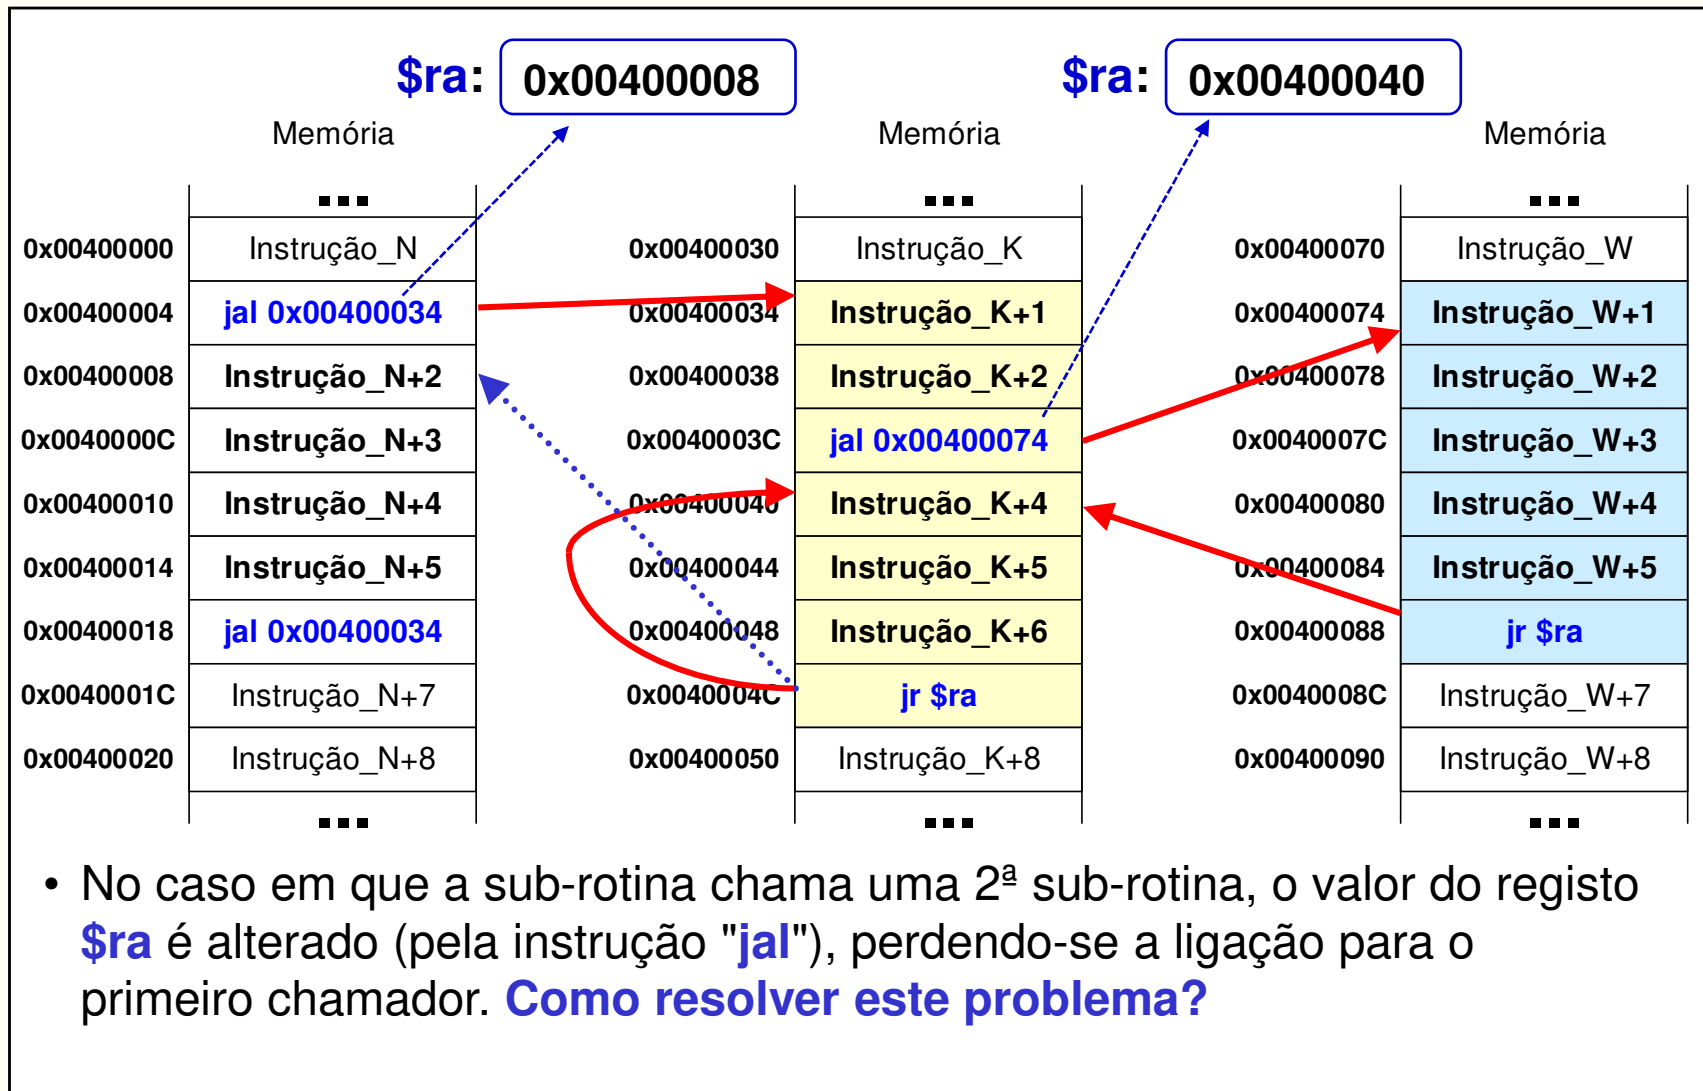 $ra: 0x00400008 $ra: 0x00400040
Memória Memória Memória
... ... ...
0x00400000 Instrução_N 0x00400030 Instrução_K 0x00400070 Instrução_W
0x00400004 jal 0x00400034 0x00400034 Instrução_K+1 0x00400074 Instrução_W+1
0x00400008 Instrução_N+2 0x00400038 Instrução_K+2 0x00400078 Instrução_W+2
0x0040000C Instrução_N+3 0x0040003C jal 0x00400074 0x0040007C Instrução_W+3
0x00400010 Instrução_N+4 0x00400040 Instrução_K+4 0x00400080 Instrução_W+4
0x00400014 Instrução_N+5 0x00400044 Instrução_K+5 0x00400084 Instrução_W+5
0x00400018 jal 0x00400034 0x00400048 Instrução_K+6 0x00400088 jr $ra
0x0040001C Instrução_N+7 0x0040004C jr $ra 0x0040008C Instrução_W+7
0x00400020 Instrução_N+8 0x00400050 Instrução_K+8 0x00400090 Instrução_W+8
... ... ...
• No caso em que a sub-rotina chama uma 2ª sub-rotina, o valor do registo
$ra é alterado (pela instrução "jal"), perdendo-se a ligação para o
primeiro chamador. Como resolver este problema?